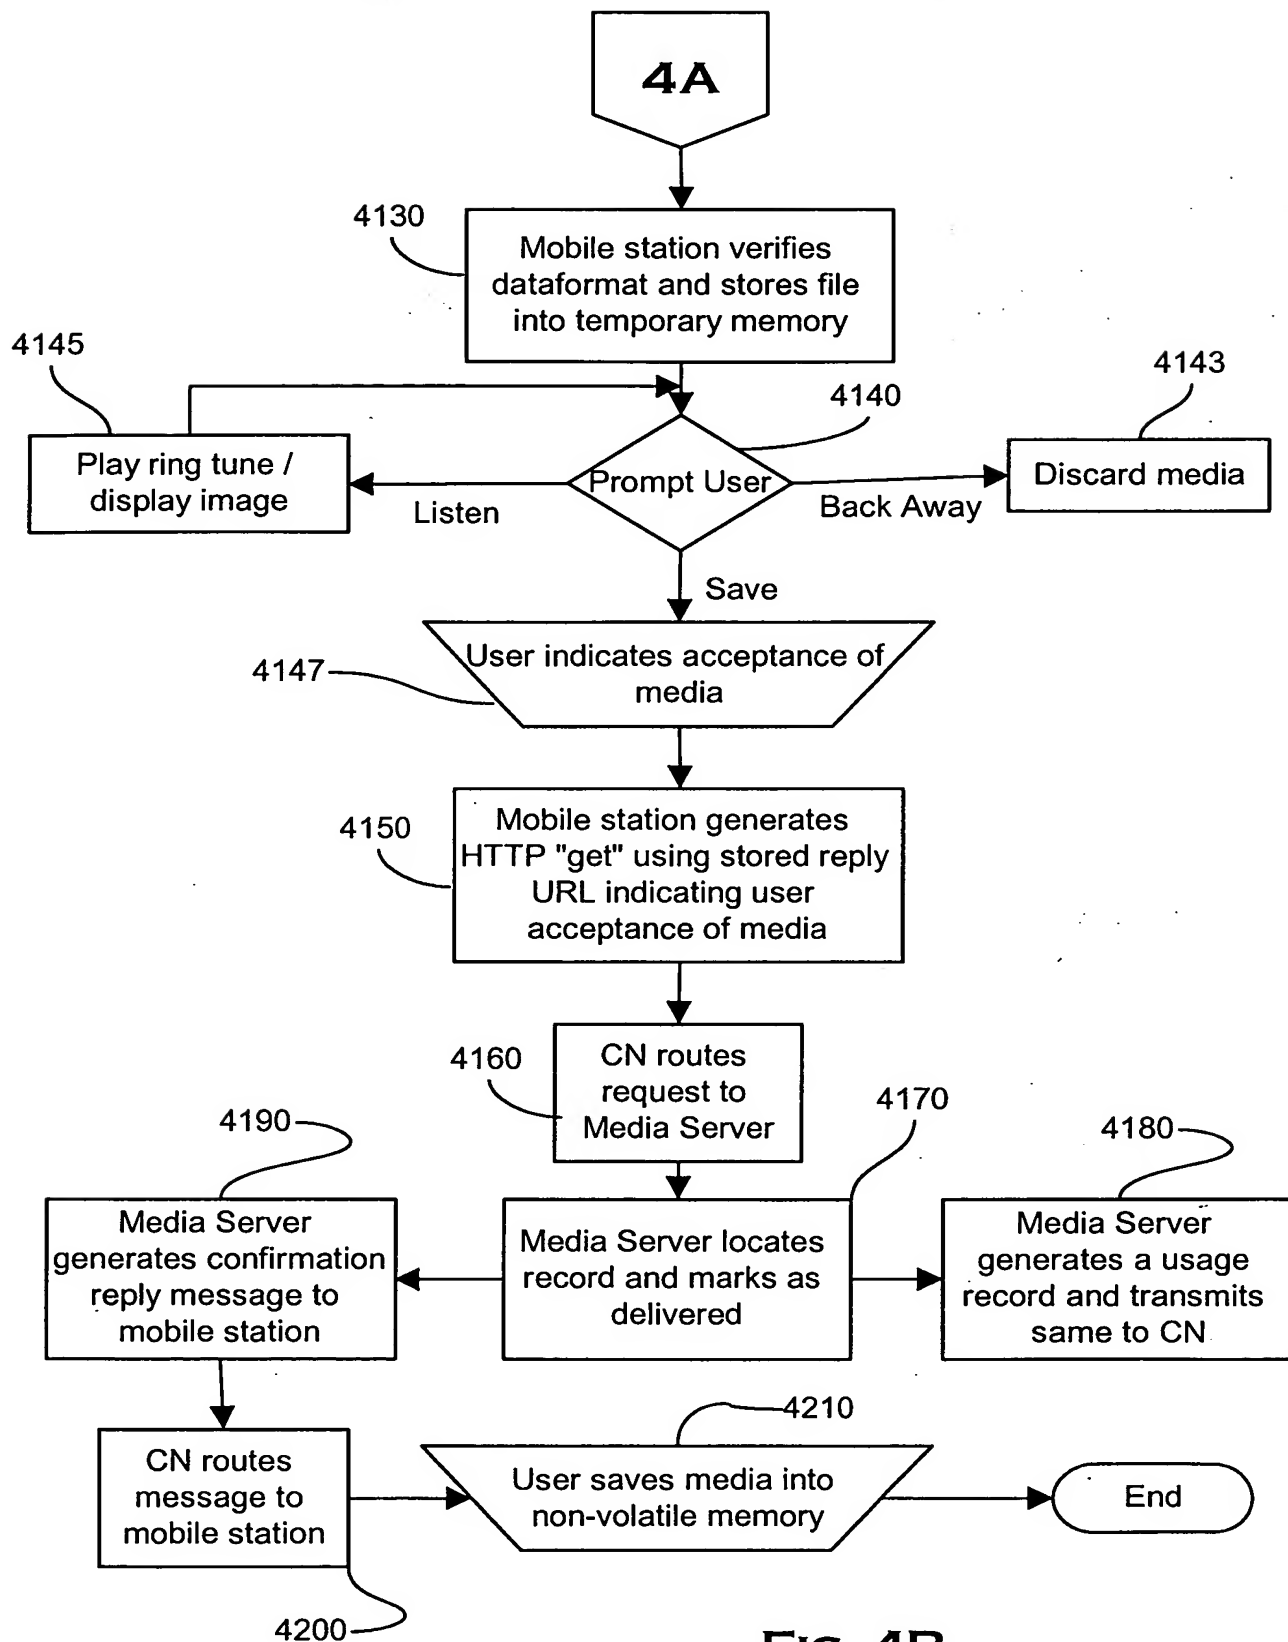 4A
4130
Mobile station verifies
dataformat and stores file
into temporary memory
4145
4140
4143
Play ring tune /
display image
Listen
Prompt User
Back Away
Discard media
Save
4147
User indicates acceptance of
media
4150
Mobile station generates
HTTP "get" using stored reply
URL indicating user
acceptance of media
4160
CN routes
request to
Media Server
4170
4190
4180
Media Server
generates confirmation
reply message to
mobile station
Media Server locates
record and marks as
delivered
Media Server
generates a usage
record and transmits
same to CN
4210
CN routes
message to
mobile station
User saves media into
non-volatile memory
End
4200
FIG. 4B